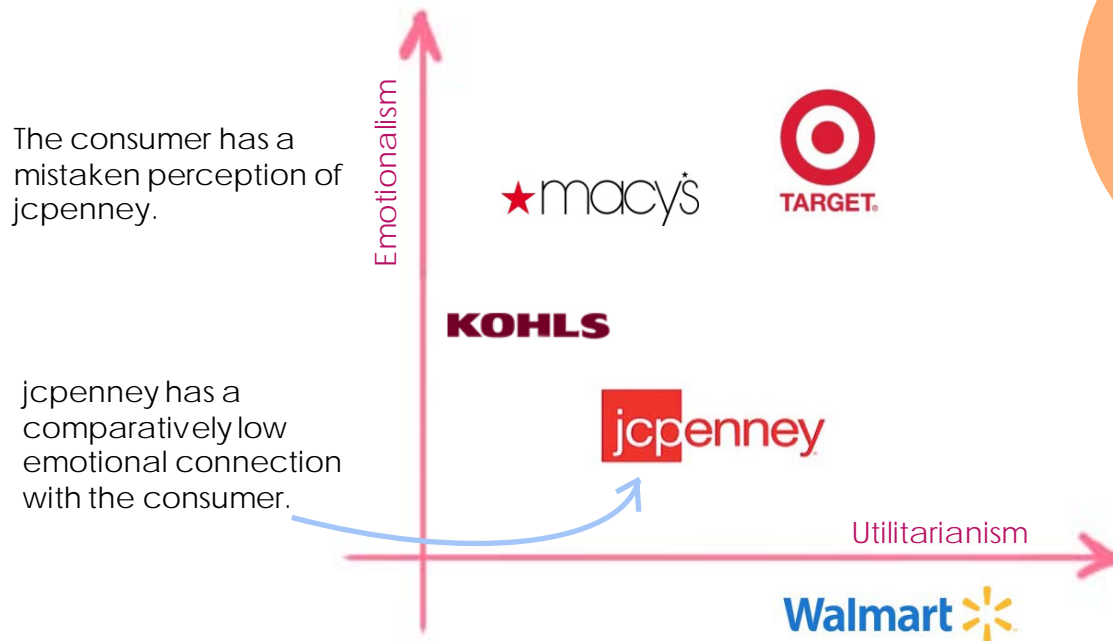 The consumer has a
mistaken perception of
jcpenney.
jcpenney has a
comparatively low
emotional connection
with the consumer.
Emotionalism
macy's
TARGET.
KOHLS
jcpenney
Utilitarianism
Walmart